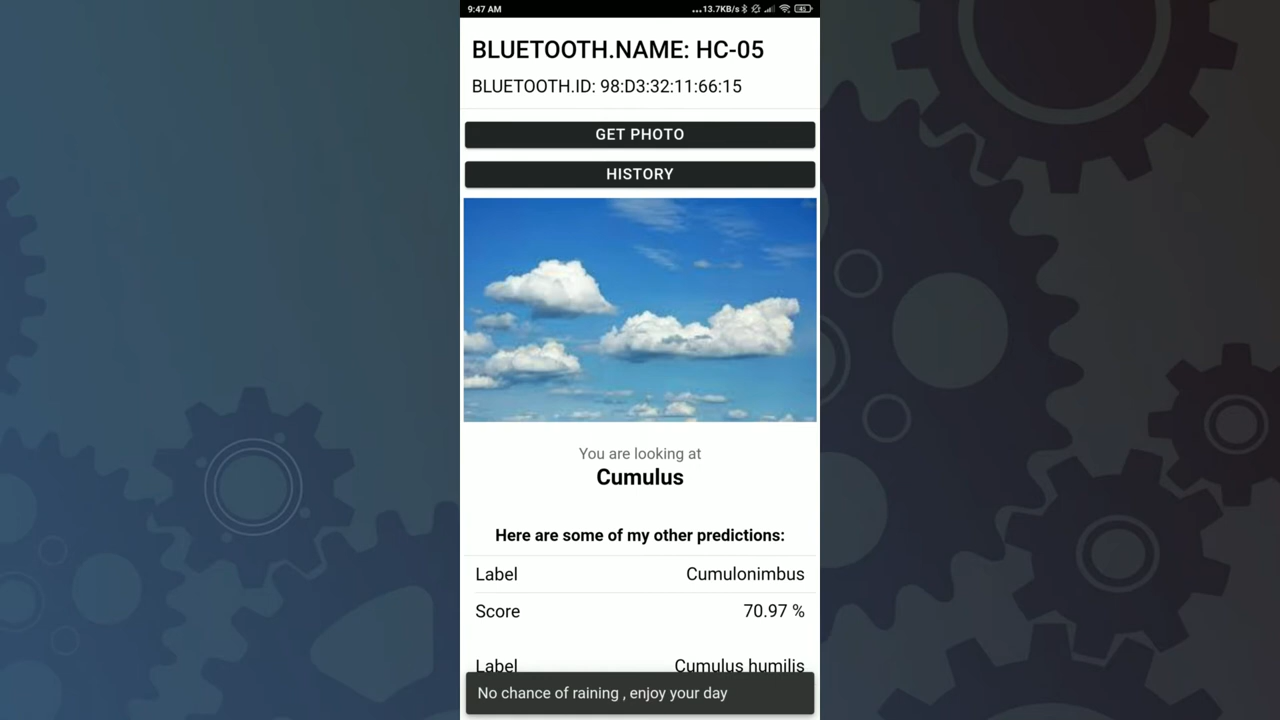 9:47 AM
...13.7KB/s 45
BLUETOOTH.NAME: HC-05
BLUETOOTH.ID: 98:D3:32:11:66:15
GET PHOTO
HISTORY
You are looking at
Cumulus
Here are some of my other predictions:
Label Cumulonimbus
Score 70.97 %
Label Cumulus humilis
No chance of raining , enjoy your day